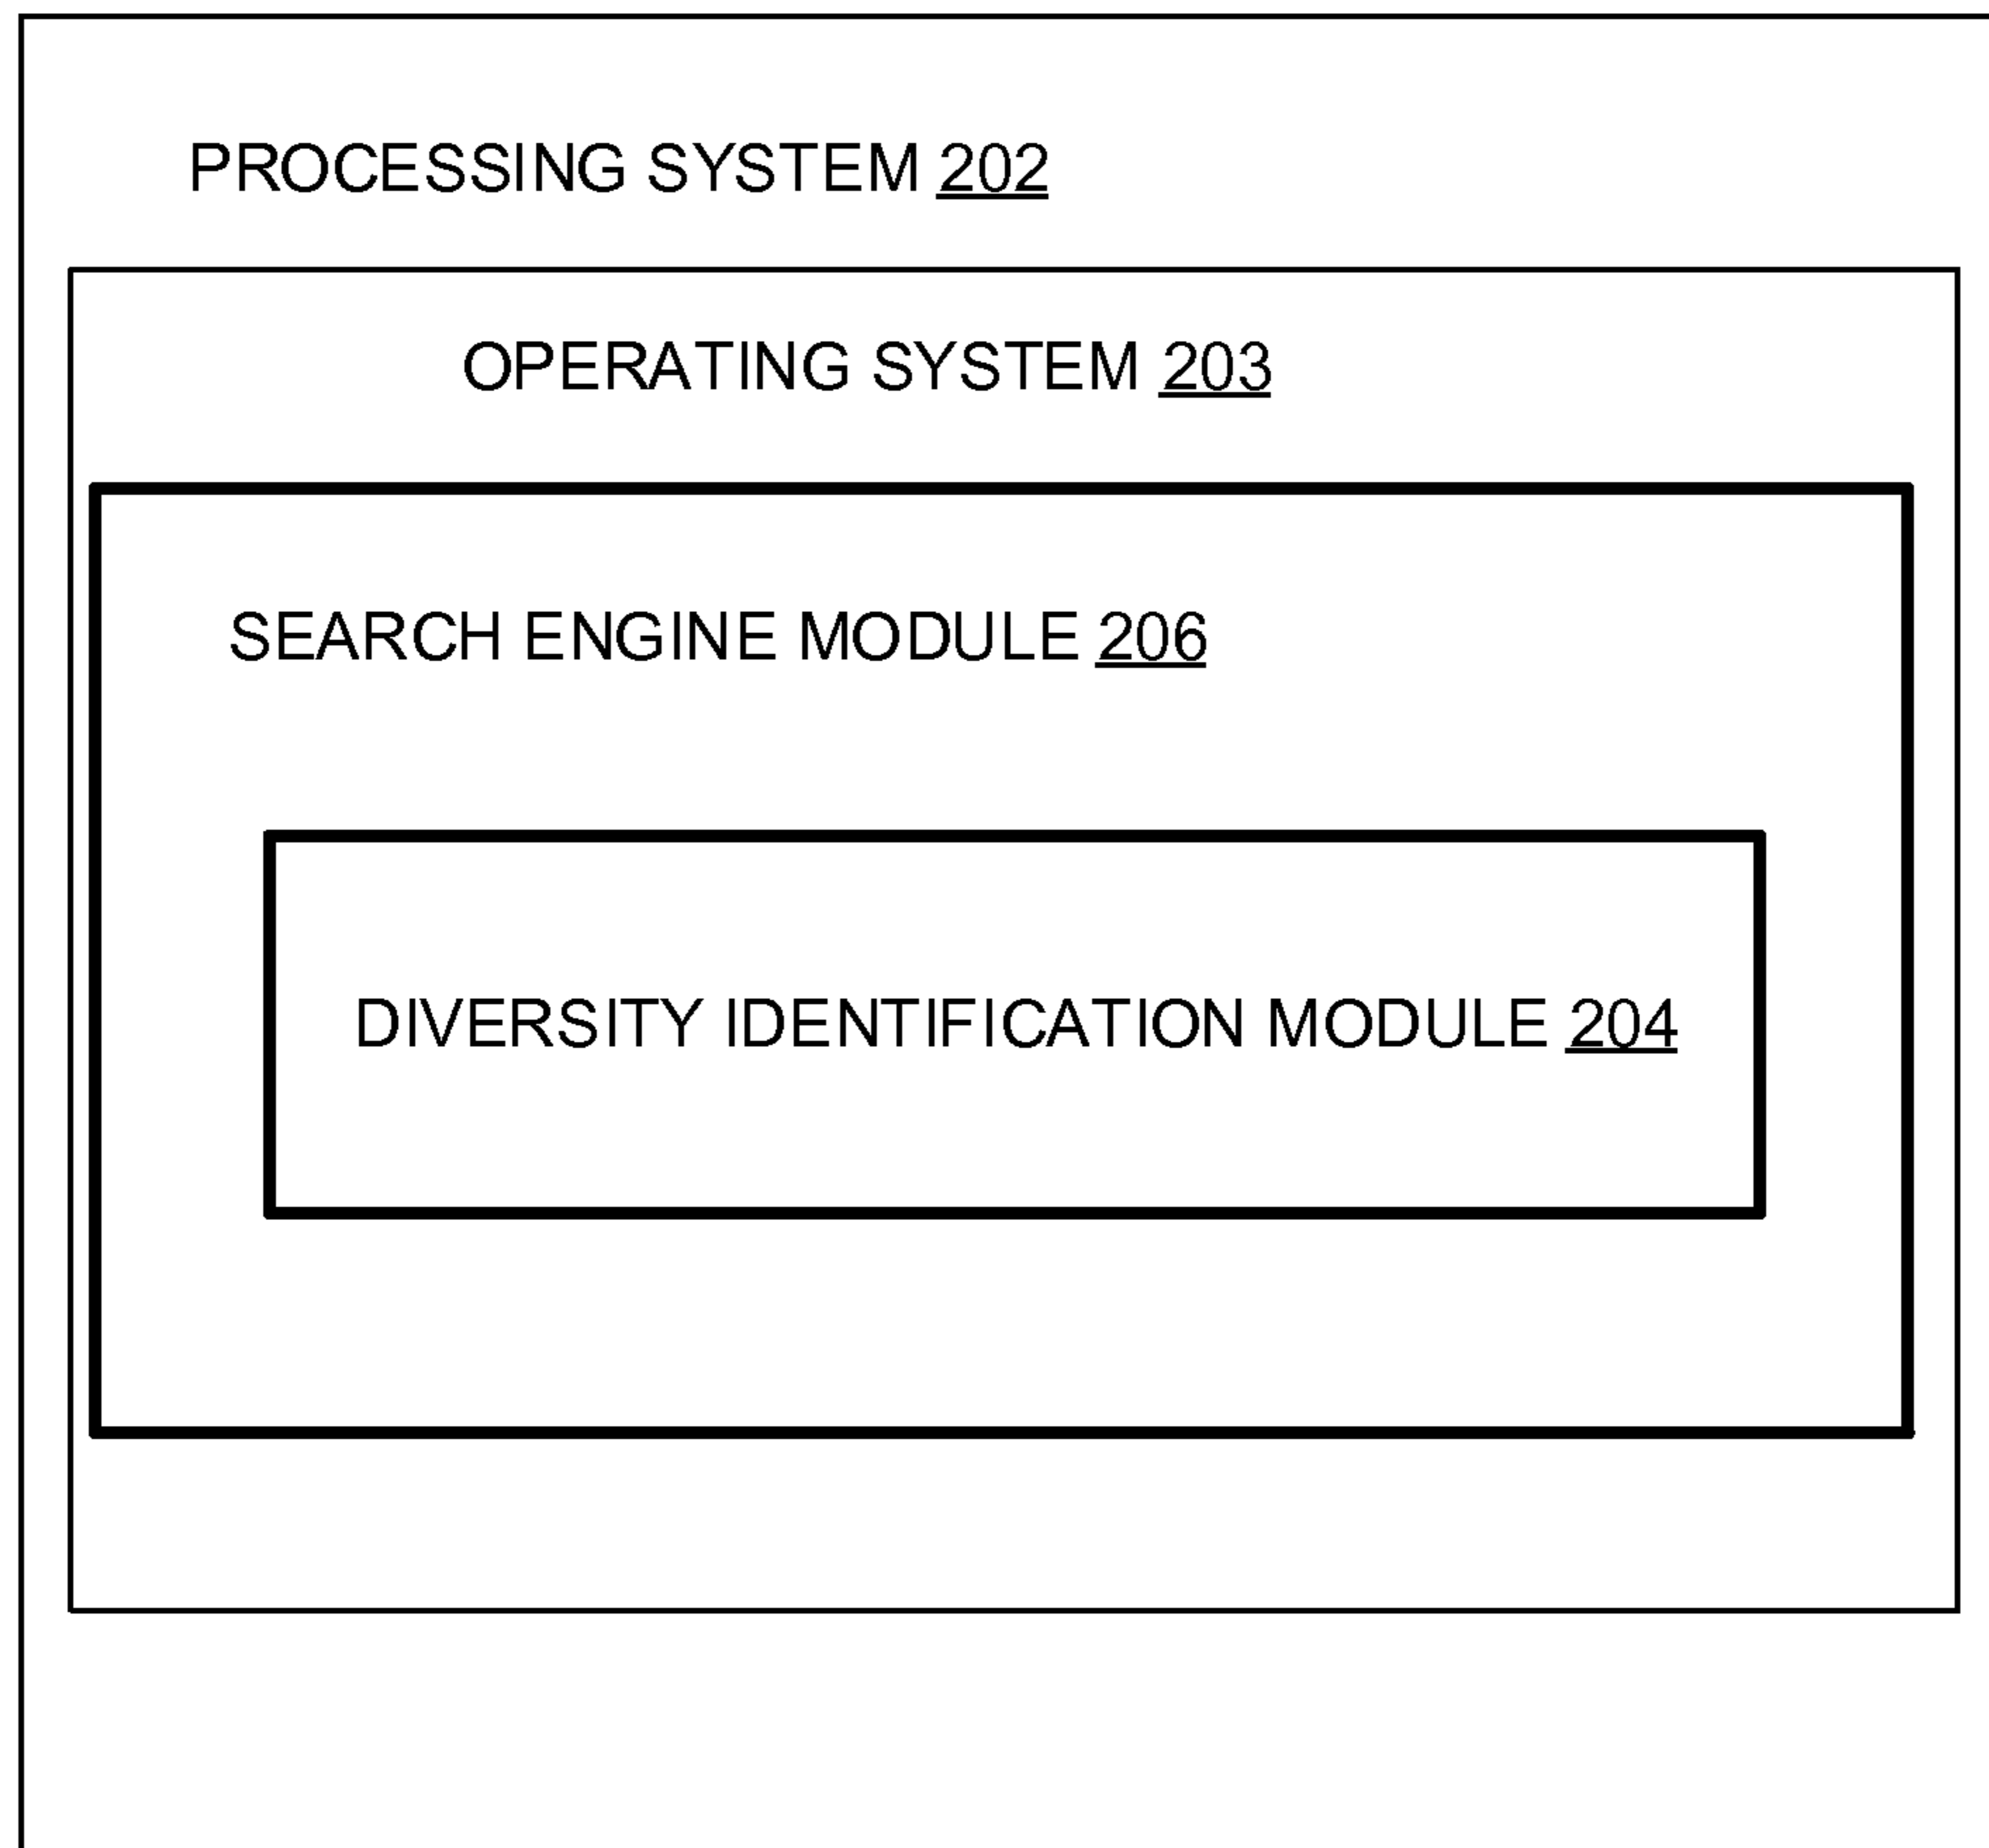 PROCESSING SYSTEM 202
OPERATING SYSTEM 203
SEARCH ENGINE MODULE 206
DIVERSITY IDENTIFICATION MODULE 204